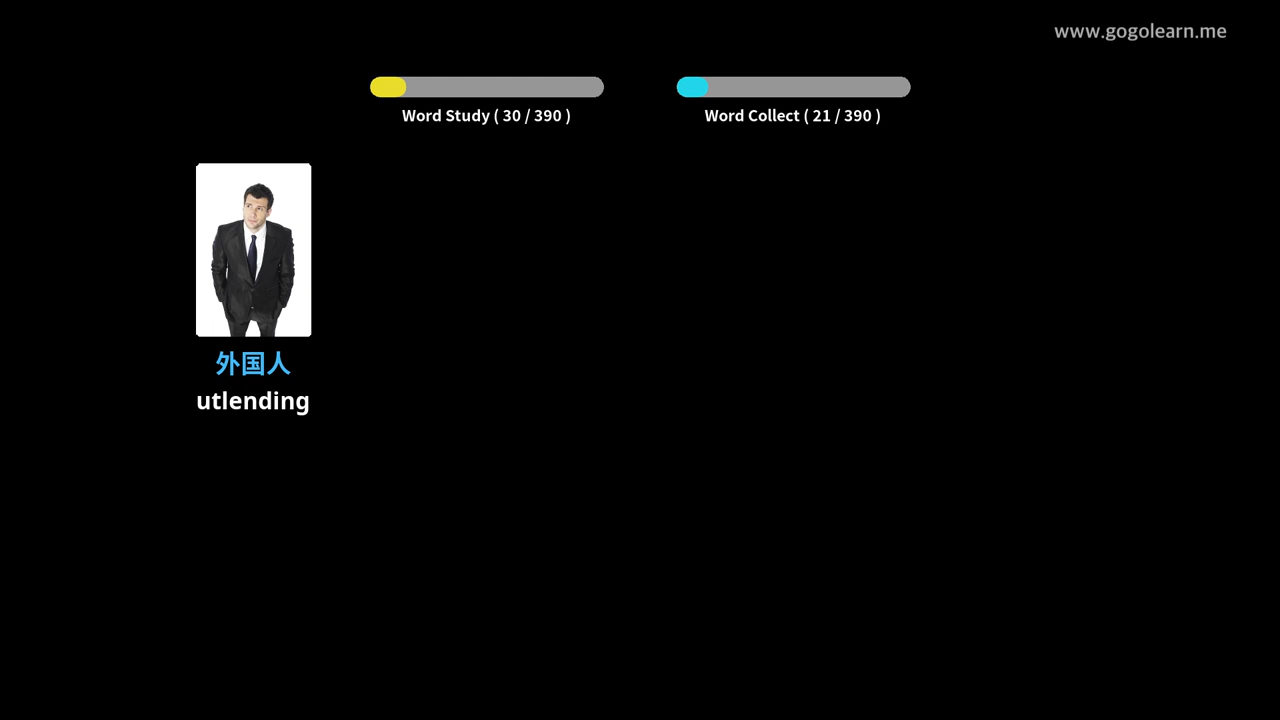 www.gogolearn.me
Word Study ( 30 / 390 )
Word Collect ( 21 / 390 )
外国人
utlending